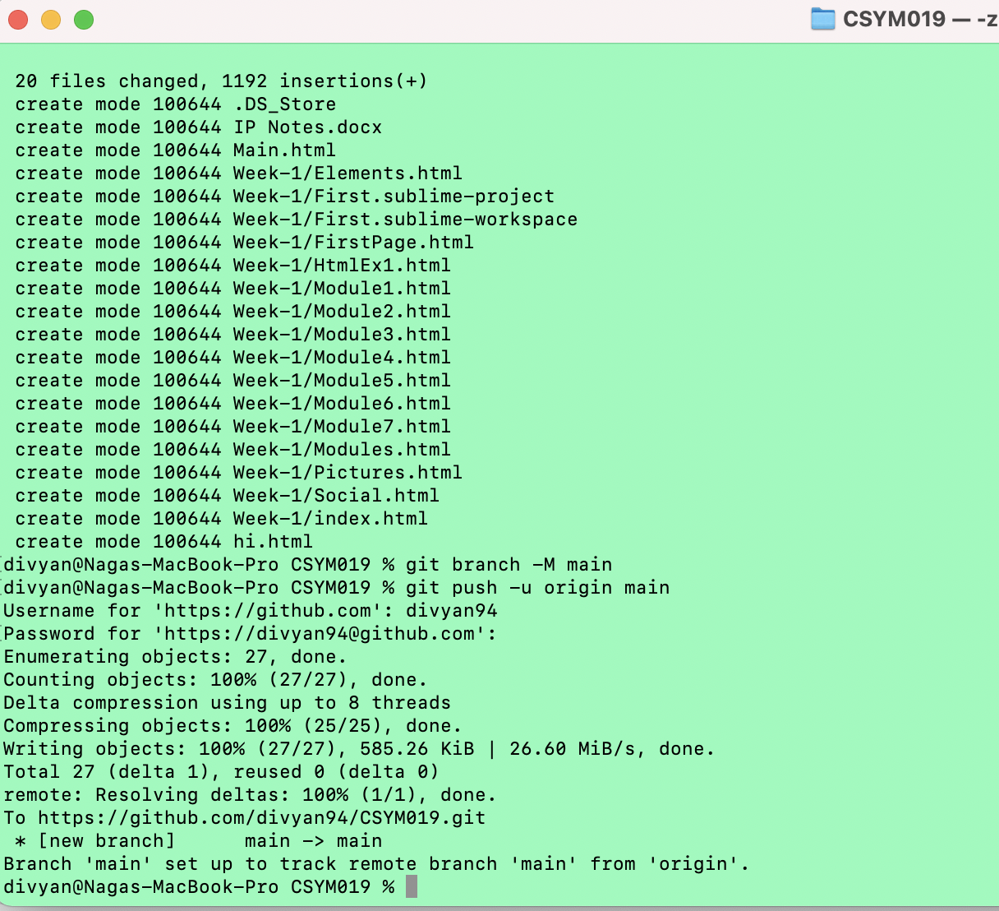 CSYM019 — -z
20 files changed, 1192 insertions(+)
create mode 100644 .DS_Store
create mode 100644 IP Notes.docx
create mode 100644 Main.html
create mode 100644 Week-1/Elements.html
create mode 100644 Week-1/First.sublime-project
create mode 100644 Week-1/First.sublime-workspace
create mode 100644 Week-1/FirstPage.html
create mode 100644 Week-1/HtmlEx1.html
create mode 100644 Week-1/Module1.html
create mode 100644 Week-1/Module2.html
create mode 100644 Week-1/Module3.html
create mode 100644 Week-1/Module4.html
create mode 100644 Week-1/Module5.html
create mode 100644 Week-1/Module6.html
create mode 100644 Week-1/Module7.html
create mode 100644 Week-1/Modules.html
create mode 100644 Week-1/Pictures.html
create mode 100644 Week-1/Social.html
create mode 100644 Week-1/index.html
create mode 100644 hi.html
[divyan@Nagas-MacBook-Pro CSYM019 % git branch -M main
[divyan@Nagas-MacBook-Pro CSYM019 % git push -u origin main
Username for 'https://github.com': divyan94
[Password for 'https://divyan94@github.com':
Enumerating objects: 27, done.
Counting objects: 100% (27/27), done.
Delta compression using up to 8 threads
Compressing objects: 100% (25/25), done.
Writing objects: 100% (27/27), 585.26 KiB | 26.60 MiB/s, done.
Total 27 (delta 1), reused 0 (delta 0)
remote: Resolving deltas: 100% (1/1), done.
To https://github.com/divyan94/CSYM019.git
* [new branch]      main -> main
Branch 'main' set up to track remote branch 'main' from 'origin'.
divyan@Nagas-MacBook-Pro CSYM019 %